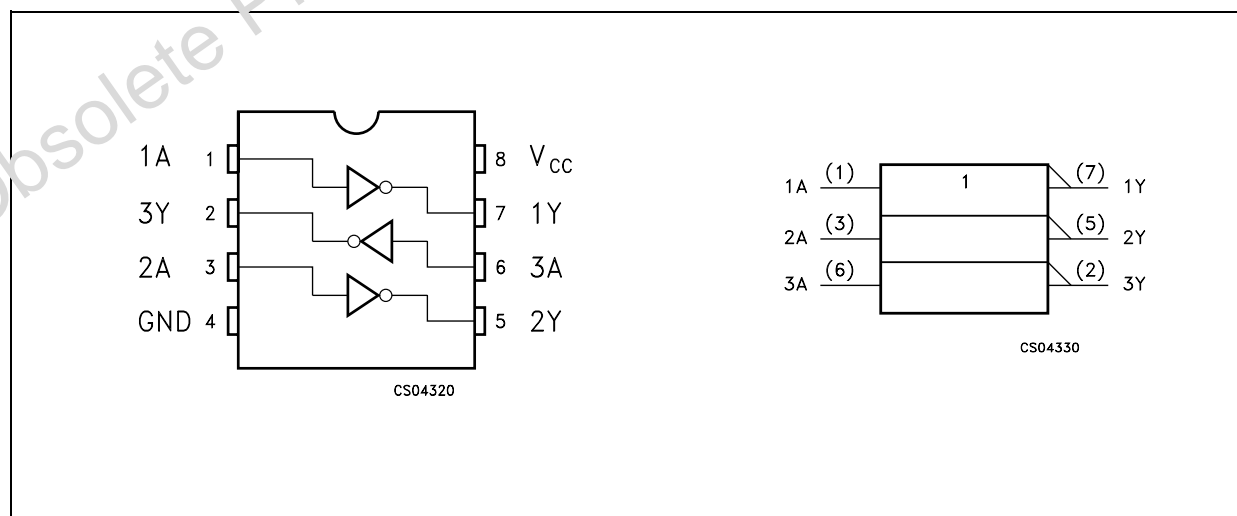 Obsolete P
1A 1 8 VCC
3Y 2 7 1Y
2A 3 6 3A
GND 4 5 2Y
CS04320
1
1A (1) (7) 1Y
2A (3) (5) 2Y
3A (6) (2) 3Y
CS04330